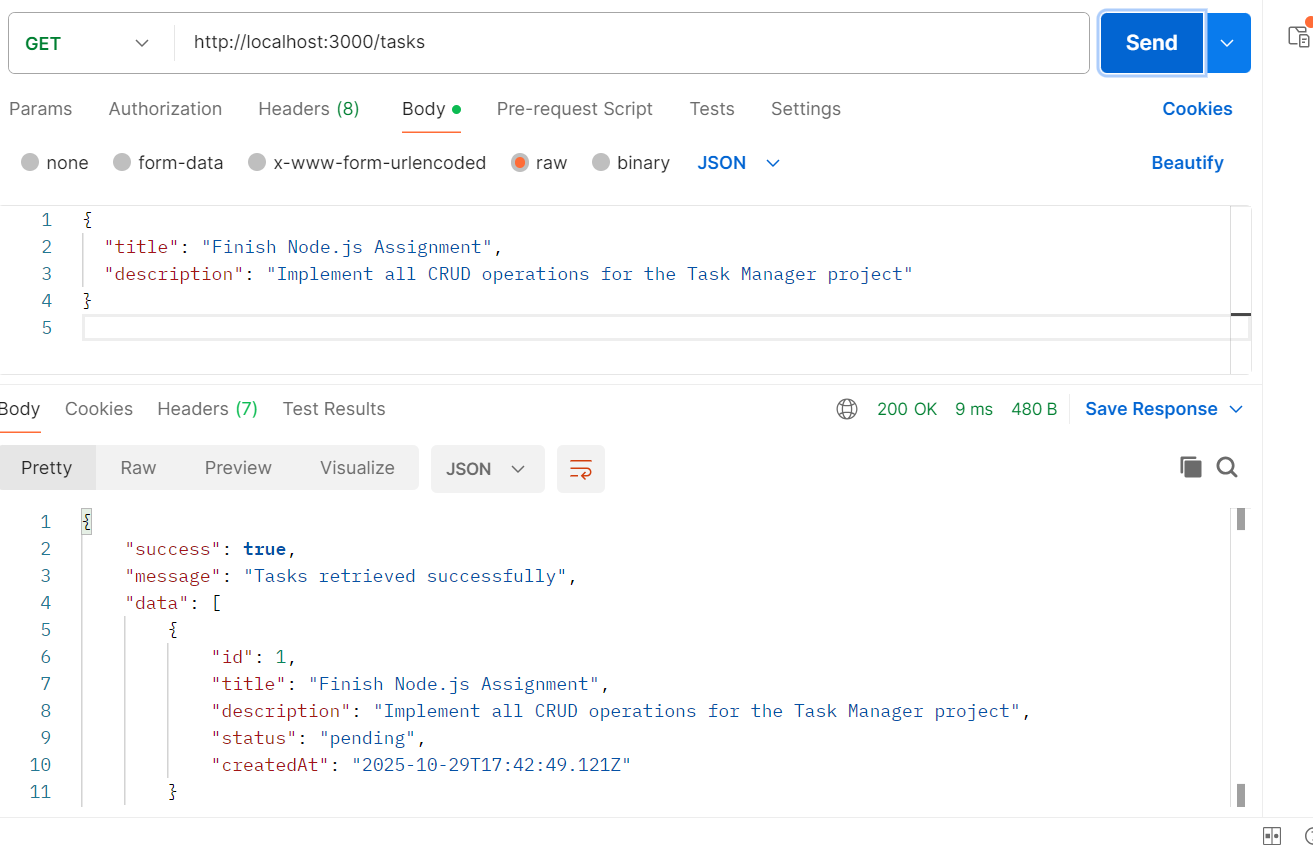 GET http://localhost:3000/tasks Send
Params Authorization Headers (8) Body Pre-request Script Tests Settings Cookies
none form-data x-www-form-urlencoded raw binary JSON Beautify
1 {
2 "title": "Finish Node.js Assignment",
3 "description": "Implement all CRUD operations for the Task Manager project"
4 }
5
Body Cookies Headers (7) Test Results 200 OK 9 ms 480 B Save Response
Pretty Raw Preview Visualize JSON
1 {
2 "success": true,
3 "message": "Tasks retrieved successfully",
4 "data": [
5 {
6 "id": 1,
7 "title": "Finish Node.js Assignment",
8 "description": "Implement all CRUD operations for the Task Manager project",
9 "status": "pending",
10 "createdAt": "2025-10-29T17:42:49.121Z"
11 }